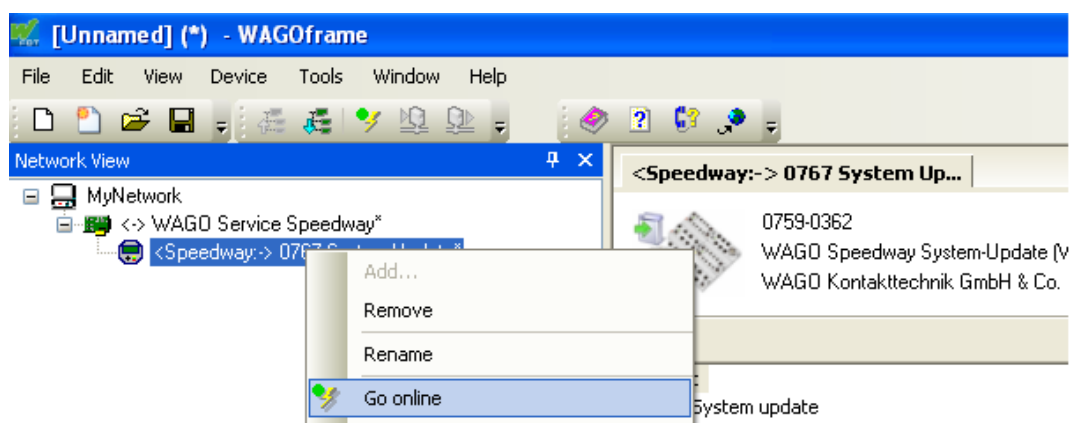 [Unnamed] (*) - WAGOframe
File Edit View Device Tools Window Help
Network View
MyNetwork
<-> WAGO Service Speedway*
<Speedway:-> 0767 System Update*
Add...
Remove
Rename
Go online
<Speedway:-> 0767 System Up...
0759-0362
WAGO Speedway System-Update (V
WAGO Kontakttechnik GmbH & Co.
System update